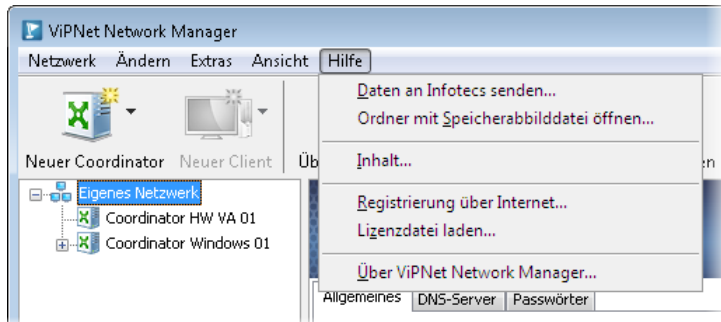 ViPNet Network Manager
Netzwerk Ändern Extras Ansicht Hilfe
Daten an Infotecs senden...
Ordner mit Speicherabbilddatei öffnen...
Neuer Coordinator Neuer Client
Inhalt...
Eigenes Netzwerk
Registrierung über Internet...
Coordinator HW VA 01
Lizenzdatei laden...
Coordinator Windows 01
Über ViPNet Network Manager...
Allgemeines DNS-Server Passwörter